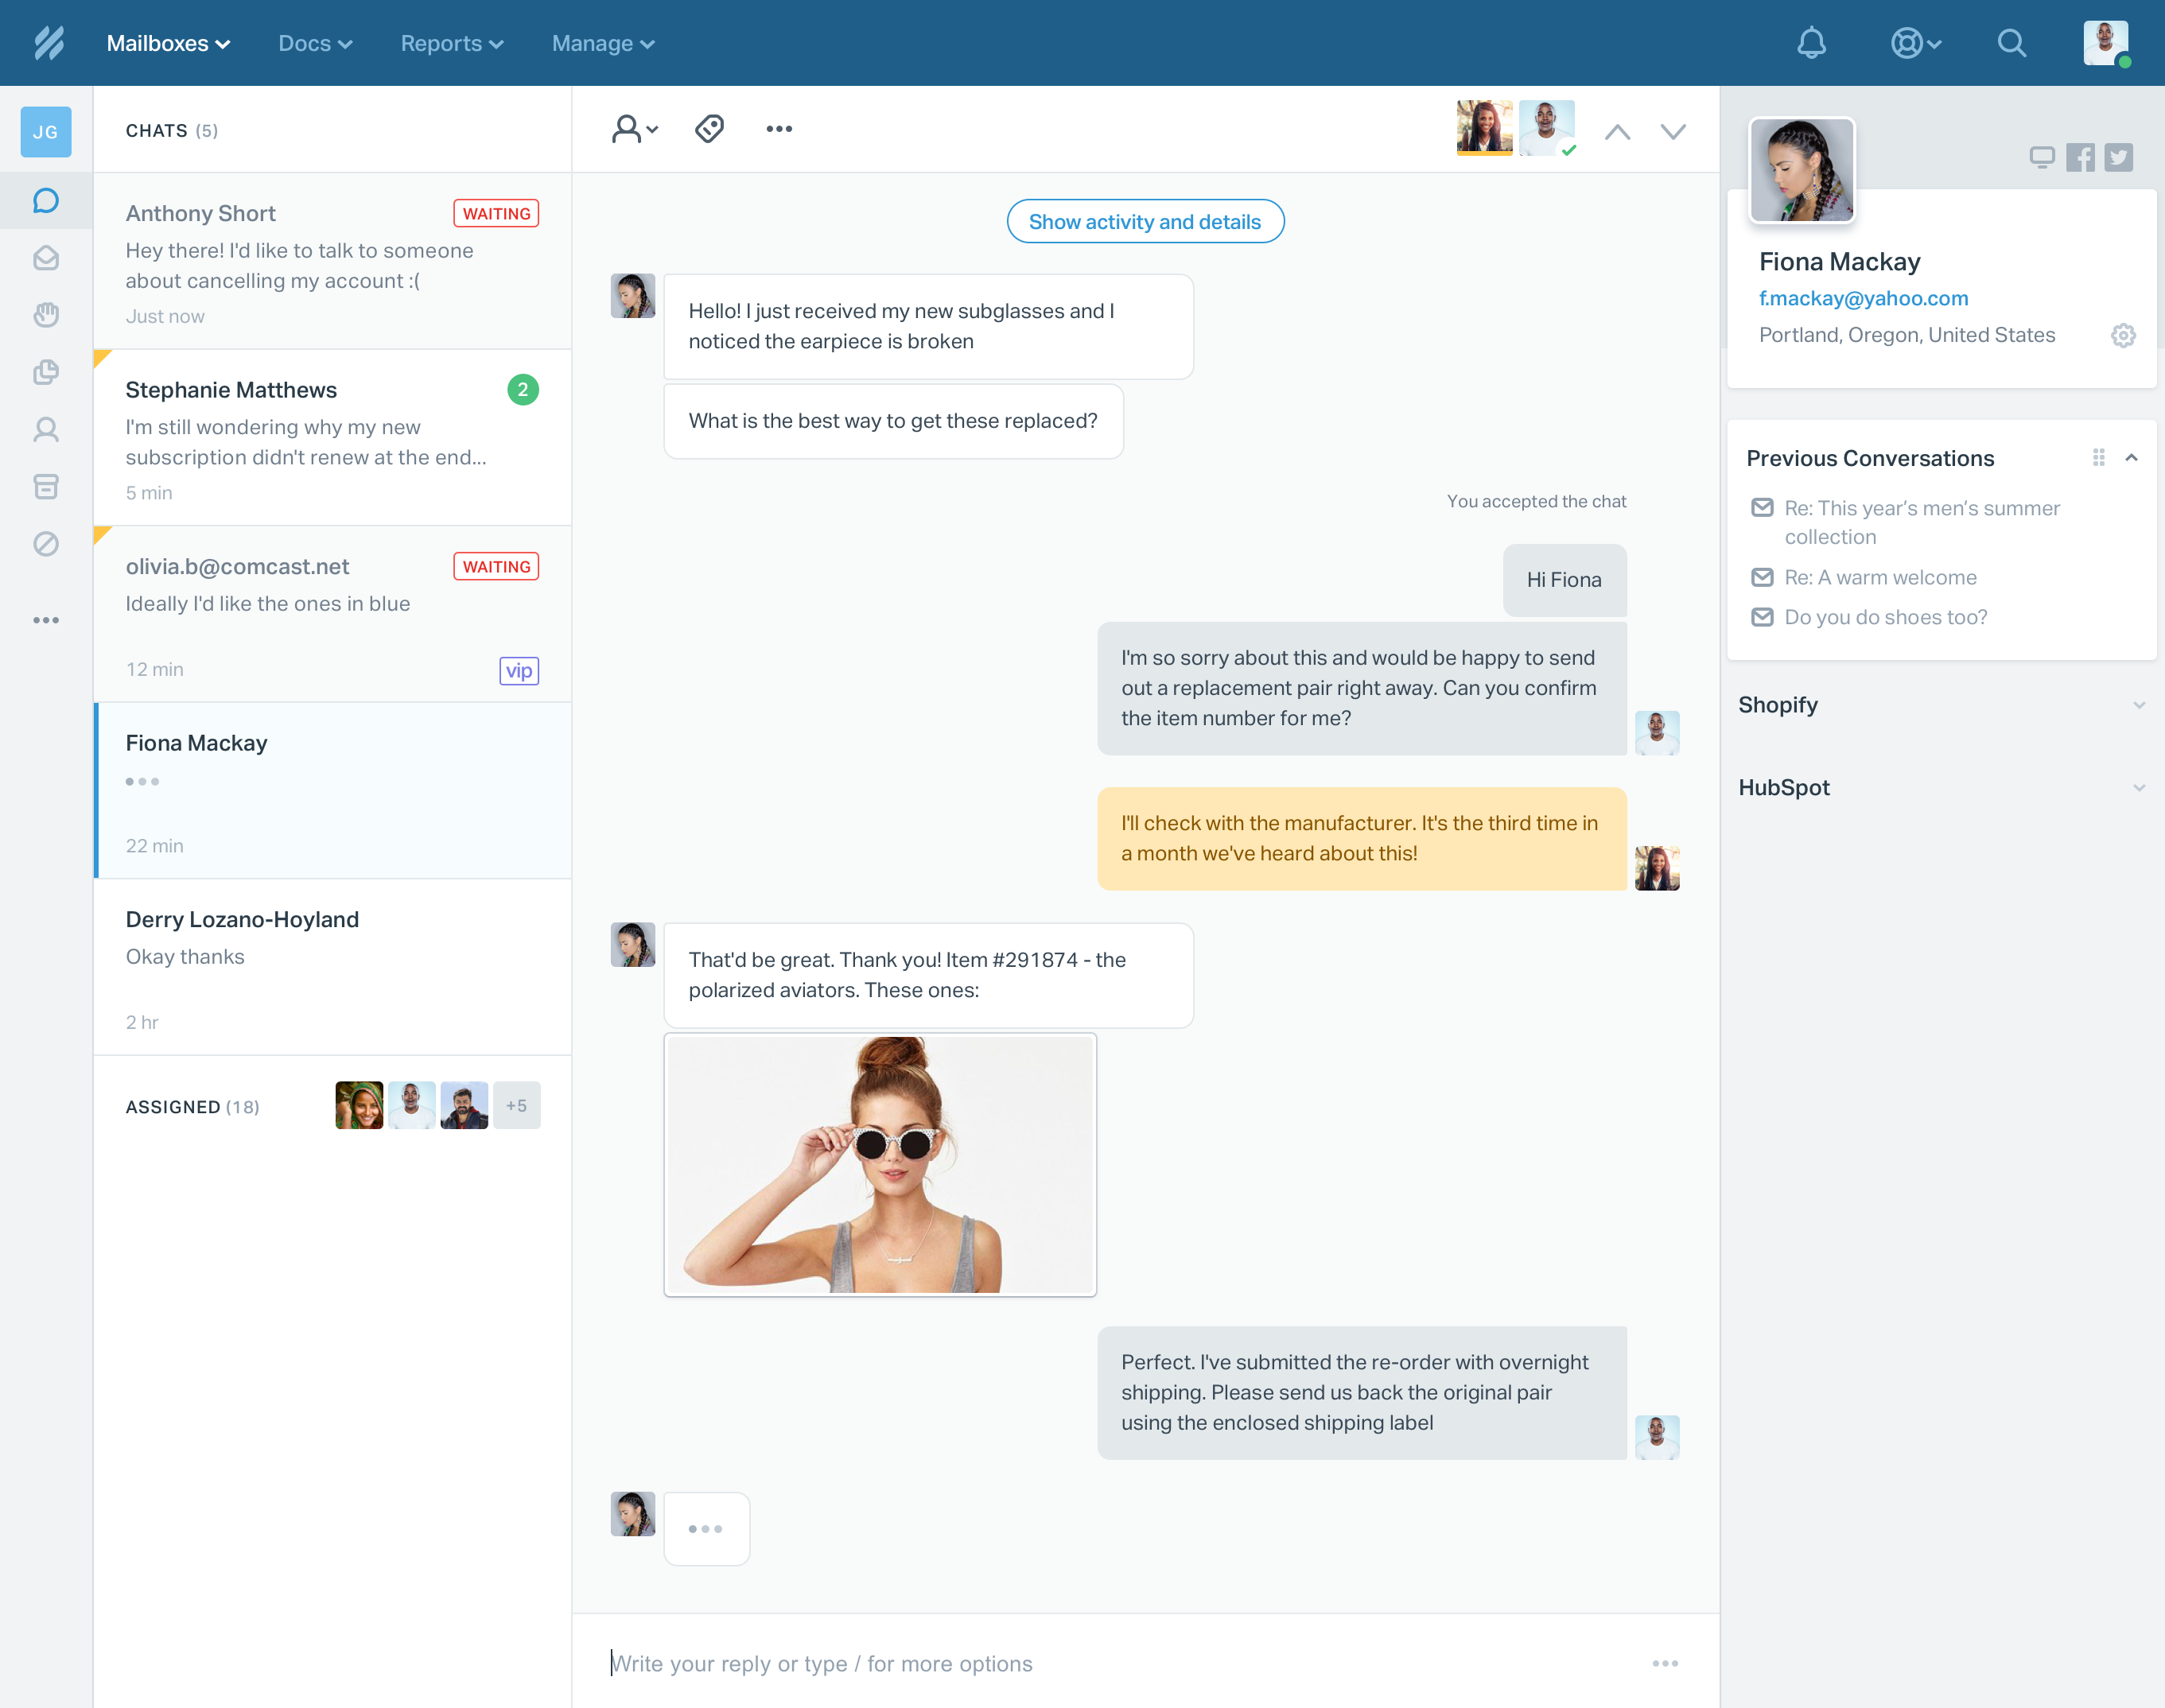 Mailboxes
Docs
Reports
Manage
JG
CHATS (5)
Anthony Short
WAITING
Hey there! I'd like to talk to someone
about cancelling my account :(
Just now
Stephanie Matthews
2
I'm still wondering why my new
subscription didn't renew at the end...
5 min
olivia.b@comcast.net
WAITING
Ideally I'd like the ones in blue
12 min
vip
Fiona Mackay
22 min
Derry Lozano-Hoyland
Okay thanks
2 hr
ASSIGNED (18)
+5
Show activity and details
Hello! I just received my new subglasses and I
noticed the earpiece is broken
What is the best way to get these replaced?
You accepted the chat
Hi Fiona
I'm so sorry about this and would be happy to send
out a replacement pair right away. Can you confirm
the item number for me?
I'll check with the manufacturer. It's the third time in
a month we've heard about this!
That'd be great. Thank you! Item #291874 - the
polarized aviators. These ones:
Perfect. I've submitted the re-order with overnight
shipping. Please send us back the original pair
using the enclosed shipping label
Write your reply or type / for more options
Fiona Mackay
f.mackay@yahoo.com
Portland, Oregon, United States
Previous Conversations
Re: This year’s men’s summer
collection
Re: A warm welcome
Do you do shoes too?
Shopify
HubSpot